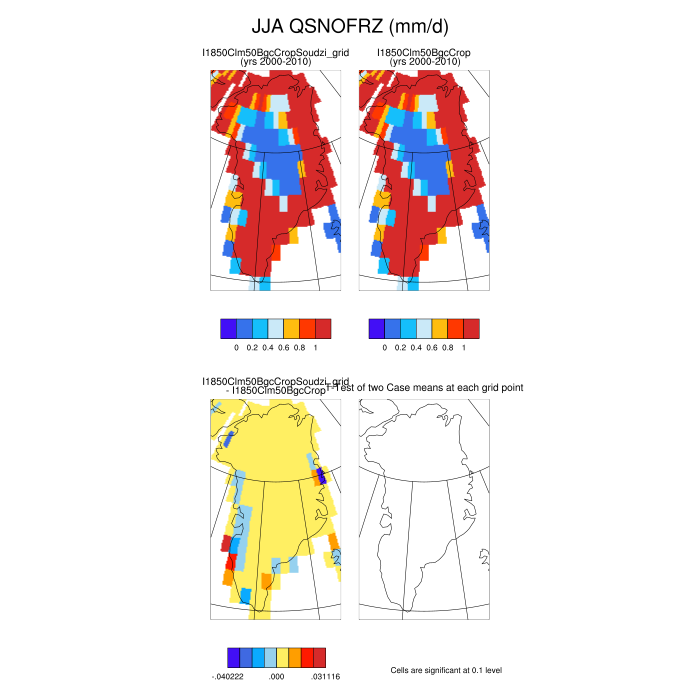 JJA QSNOFRZ (mm/d)
I1850Clm50BgcCropSoudzi_grid
(yrs 2000-2010)
I1850Clm50BgcCrop
(yrs 2000-2010)
0 0.2 0.4 0.6 0.8 1
0 0.2 0.4 0.6 0.8 1
I1850Clm50BgcCropSoudzi_grid
- I1850Clm50BgcCrop
T-Test of two Case means at each grid point
-.040222 .000 .031116
Cells are significant at 0.1 level